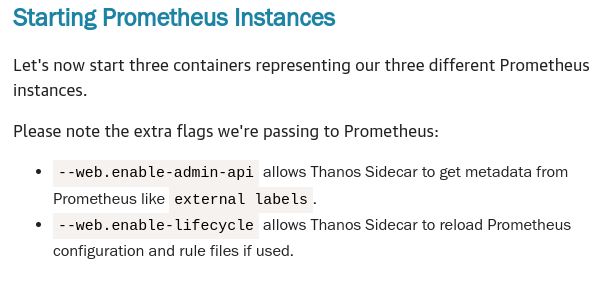 Starting Prometheus Instances
Let's now start three containers representing our three different Prometheus
instances.
Please note the extra flags we're passing to Prometheus:
• --web.enable-admin-api allows Thanos Sidecar to get metadata from
Prometheus like external labels.
• --web.enable-lifecycle allows Thanos Sidecar to reload Prometheus
configuration and rule files if used.